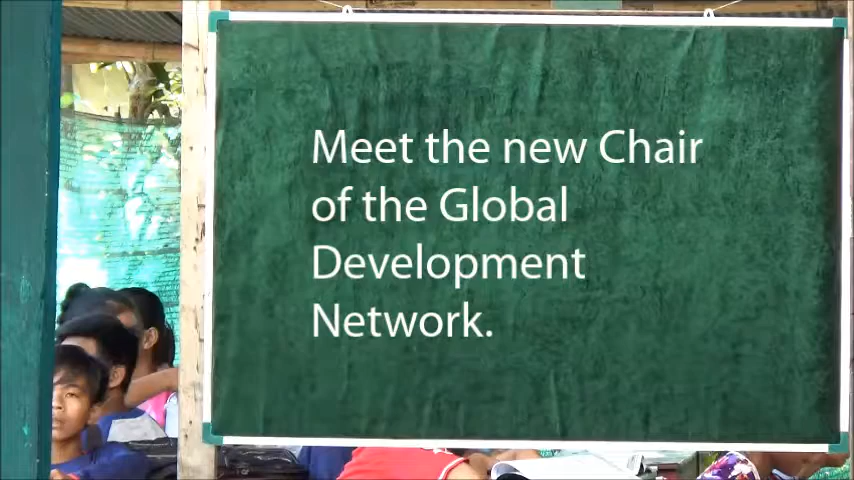 Meet the new Chair
of the Global
Development
Network.